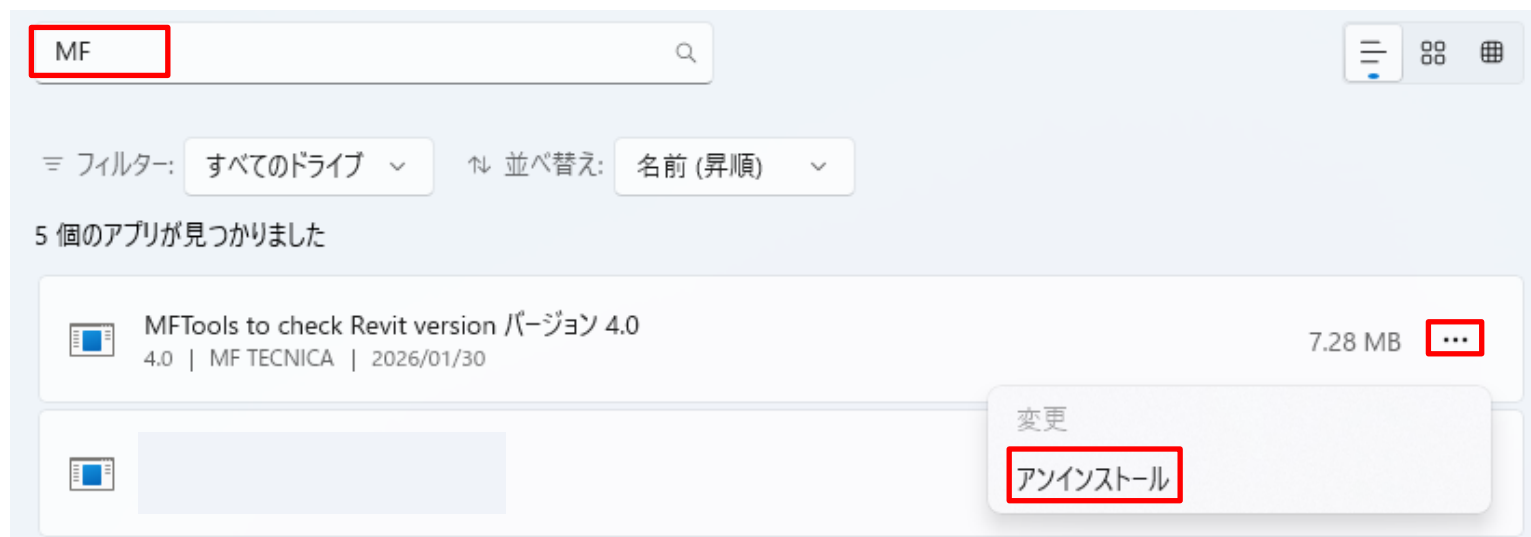 MF
フィルター: すべてのドライブ 並べ替え: 名前 (昇順)
5 個のアプリが見つかりました
MFTools to check Revit version バージョン 4.0
4.0 | MF TECNICA | 2026/01/30
7.28 MB ...
変更
アンインストール